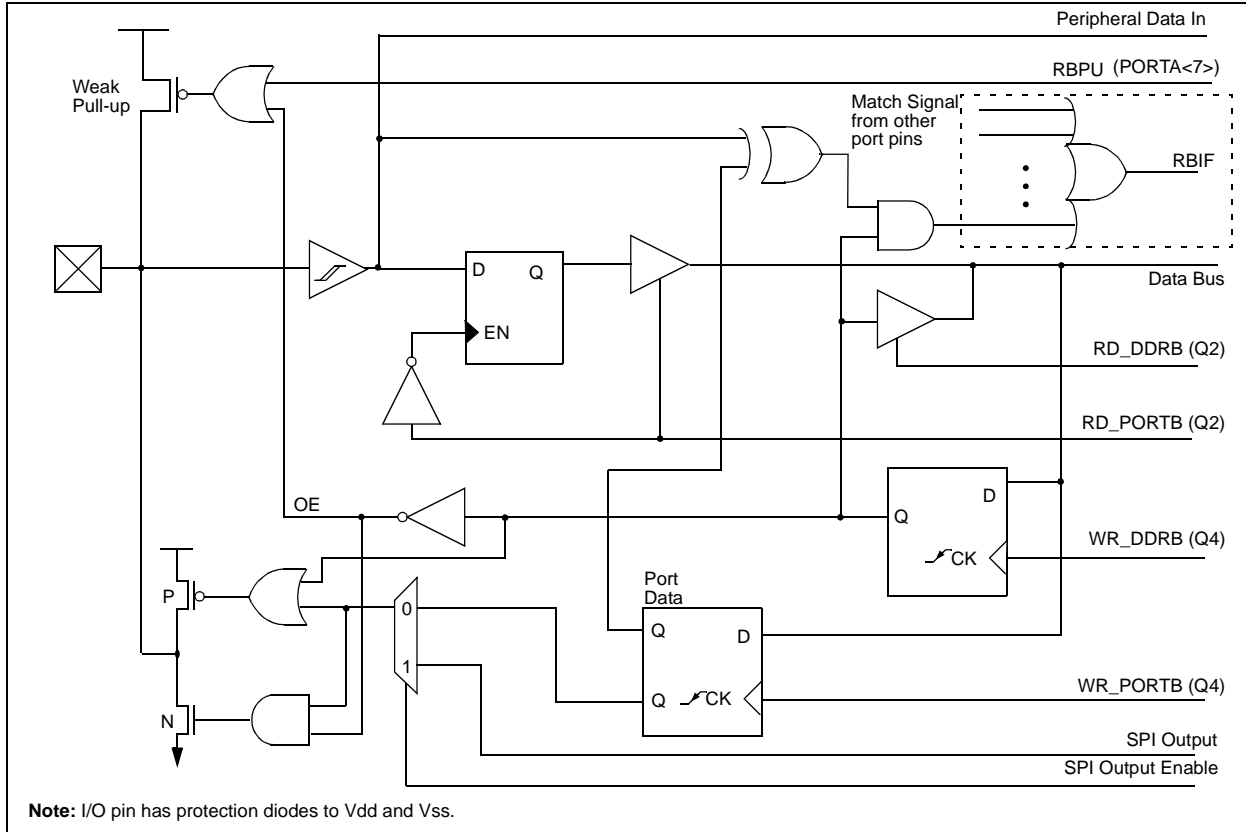 Peripheral Data In
RBPU (PORTA<7>)
Weak
Pull-up
Match Signal
from other
port pins
RBIF
D
Q
EN
Data Bus
RD_DDRB (Q2)
RD_PORTB (Q2)
OE
D
Q
CK
WR_DDRB (Q4)
P
0
1
Port
Data
Q
D
Q
CK
WR_PORTB (Q4)
N
SPI Output
SPI Output Enable
Note: I/O pin has protection diodes to Vdd and Vss.